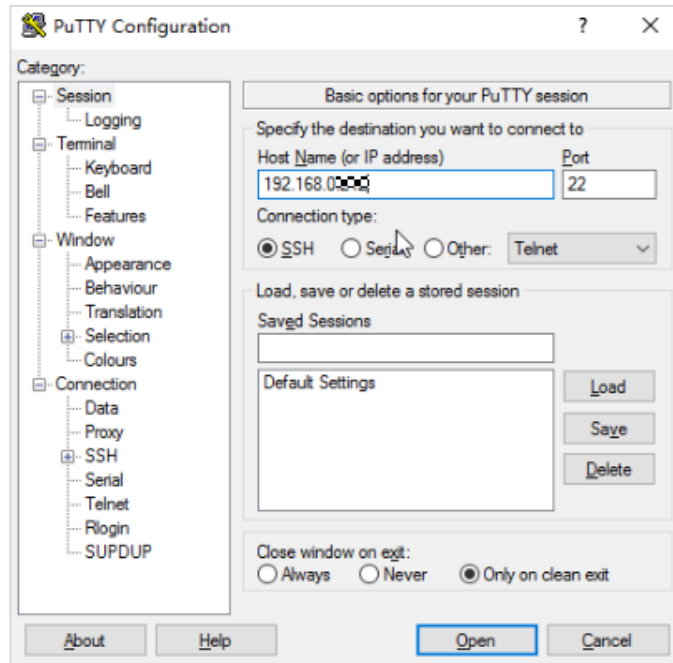 PuTTY Configuration
Category:
Session
Logging
Terminal
Keyboard
Bell
Features
Window
Appearance
Behaviour
Translation
Selection
Colours
Connection
Data
Proxy
SSH
Serial
Telnet
Rlogin
SUPDUP
Basic options for your PuTTY session
Specify the destination you want to connect to
Host Name (or IP address) Port
192.168.0 22
Connection type:
SSH Serial Other: Telnet
Load, save or delete a stored session
Saved Sessions
Default Settings
Load
Save
Delete
Close window on exit:
Always Never Only on clean exit
About Help Open Cancel